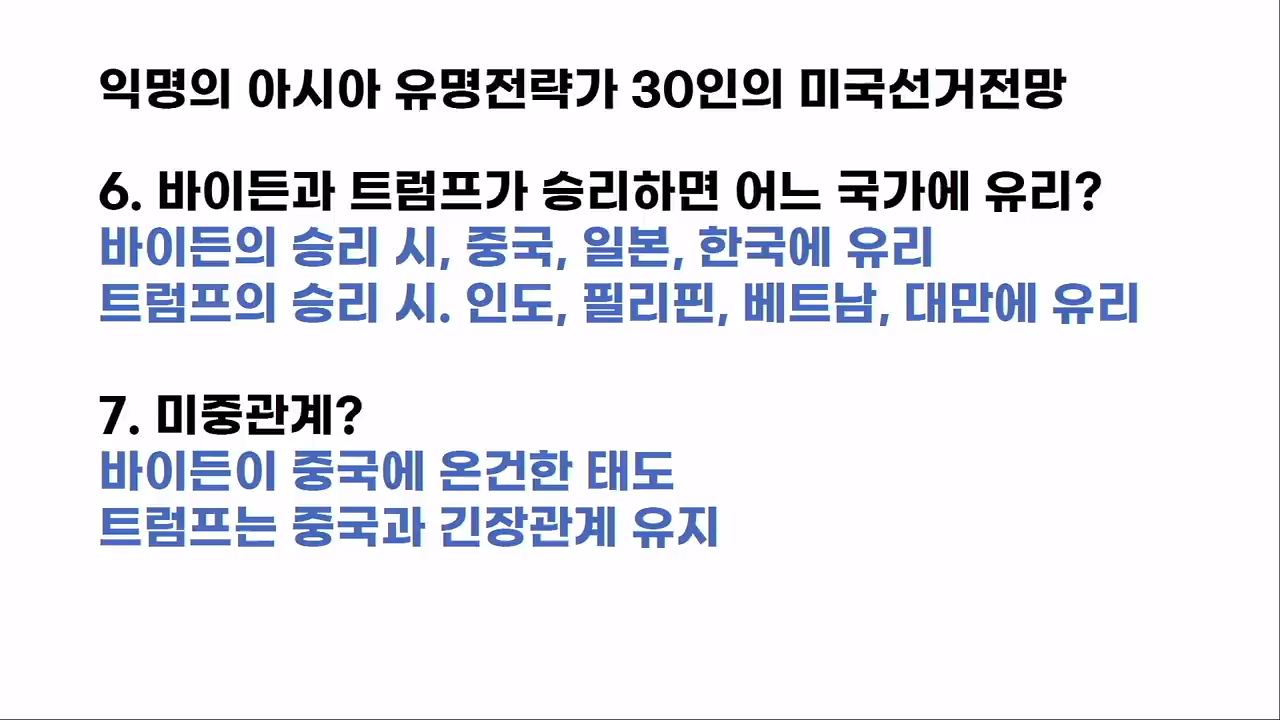 익명의 아시아 유명전략가 30인의 미국선거전망
6. 바이든과 트럼프가 승리하면 어느 국가에 유리?
바이든의 승리 시, 중국, 일본, 한국에 유리
트럼프의 승리 시. 인도, 필리핀, 베트남, 대만에 유리
7. 미중관계?
바이든이 중국에 온건한 태도
트럼프는 중국과 긴장관계 유지